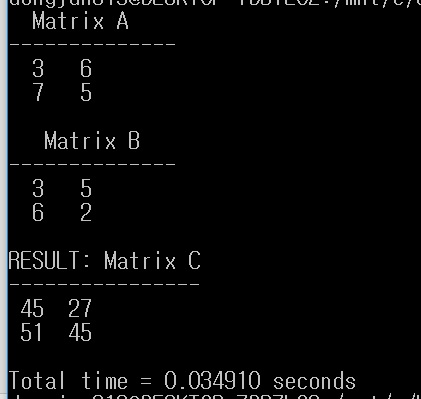 Matrix A
--------------
3 6
7 5
Matrix B
--------------
3 5
6 2
RESULT: Matrix C
----------------
45 27
51 45
Total time = 0.034910 seconds